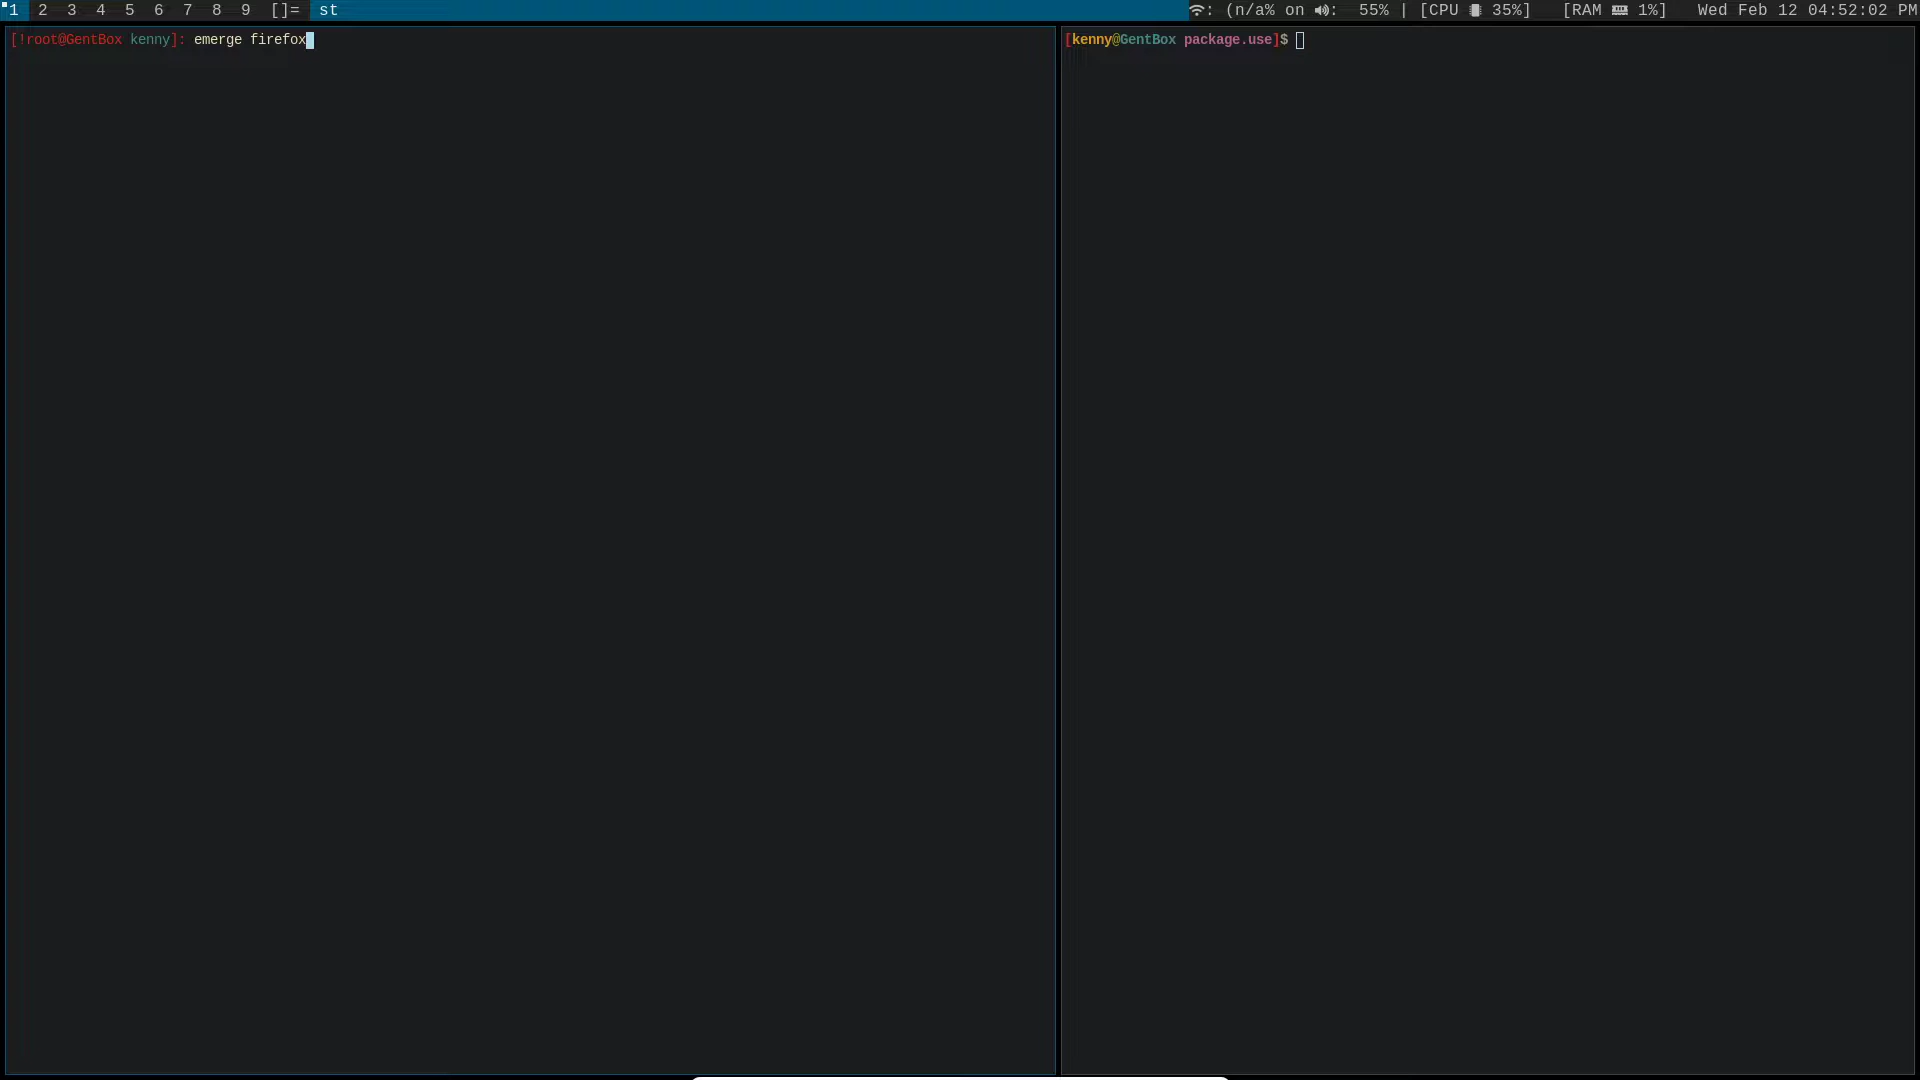 1 2 3 4 5 6 7 8 9 []= st : (n/a% on : 55% | [CPU 35%] [RAM 1%] Wed Feb 12 04:52:02 PM
[!root@GentBox kenny]: emerge firefox
[kenny@GentBox package.use]$